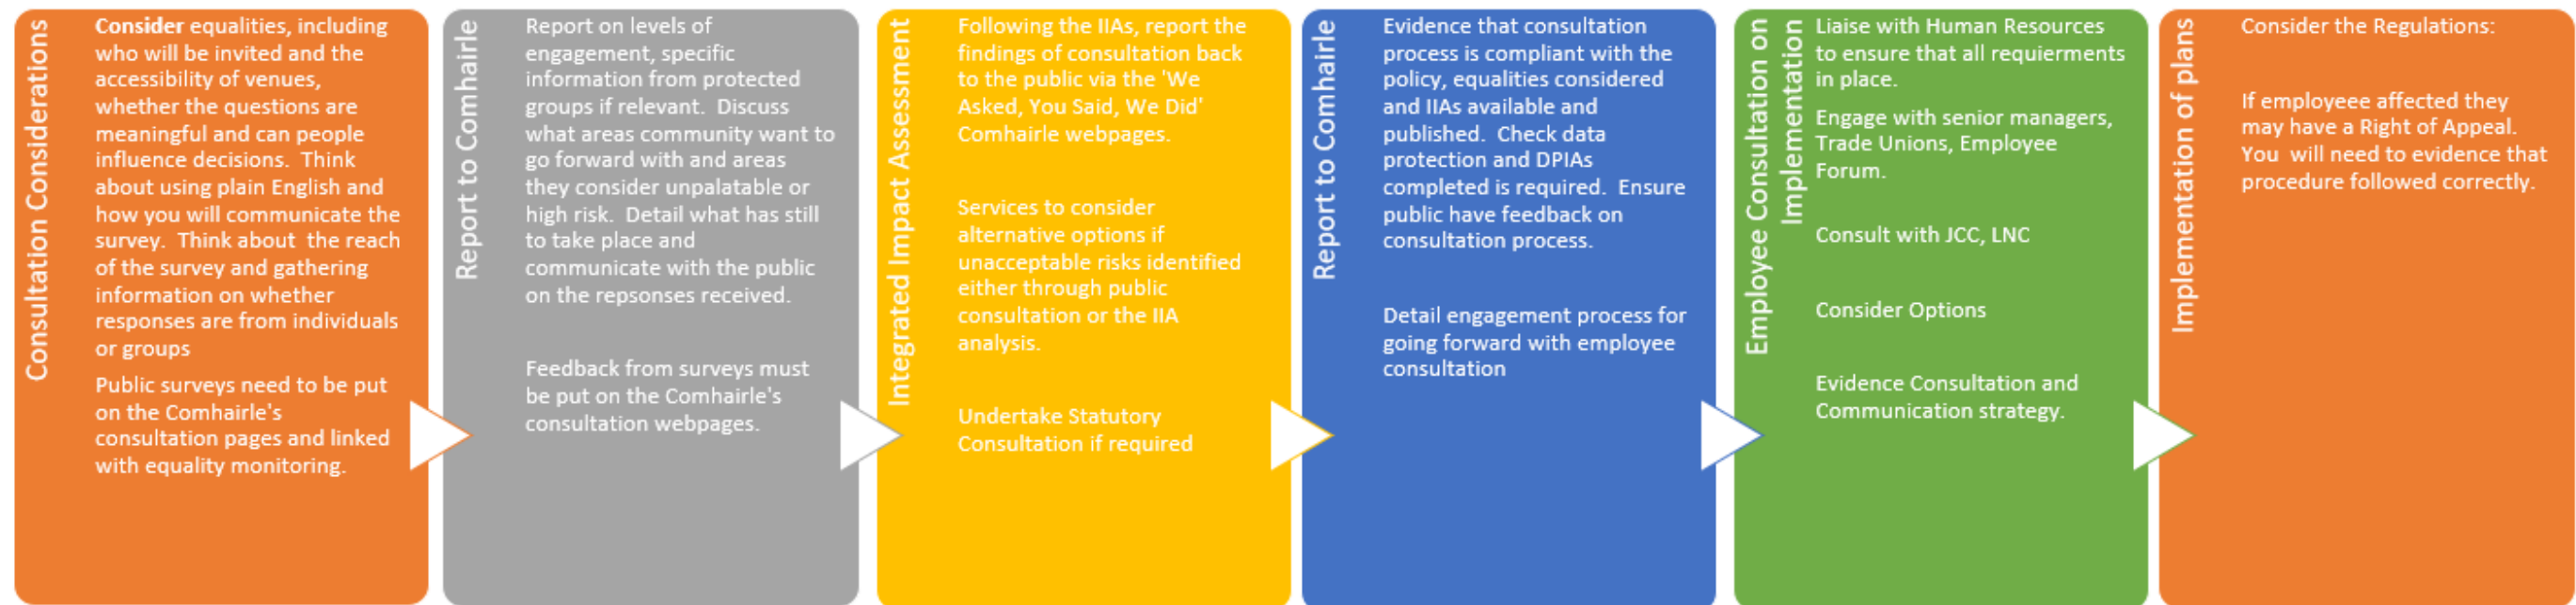 Consultation Considerations
Consider equalities, including
who will be invited and the
accessibility of venues,
whether the questions are
meaningful and can people
influence decisions.  Think
about using plain English and
how you will communicate the
survey.  Think about  the reach
of the survey and gathering
information on whether
responses are from individuals
or groups
Public surveys need to be put
on the Comhairle's
consultation pages and linked
with equality monitoring.
Report to Comhairle
Report on levels of
engagement, specific
information from protected
groups if relevant.  Discuss
what areas community want to
go forward with and areas
they consider unpalatable or
high risk.  Detail what has still
to take place and
communicate with the public
on the repsonses received.
Feedback from surveys must
be put on the Comhairle's
consultation webpages.
Integrated Impact Assessment
Following the IIAs, report the
findings of consultation back
to the public via the 'We
Asked, You Said, We Did'
Comhairle webpages.
Services to consider
alternative options if
unacceptable risks identified
either through public
consultation or the IIA
analysis.
Undertake Statutory
Consultation if required
Report to Comhairle
Evidence that consultation
process is compliant with the
policy, equalities considered
and IIAs available and
published.  Check data
protection and DPIAs
completed is required.  Ensure
public have feedback on
consultation process.
Detail engagement process for
going forward with employee
consultation
Employee Consultation on
Implementation
Liaise with Human Resources
to ensure that all requierments
in place.
Engage with senior managers,
Trade Unions, Employee
Forum.
Consult with JCC, LNC
Consider Options
Evidence Consultation and
Communication strategy.
Implementation of plans
Consider the Regulations:
If employeee affected they
may have a Right of Appeal.
You  will need to evidence that
procedure followed correctly.